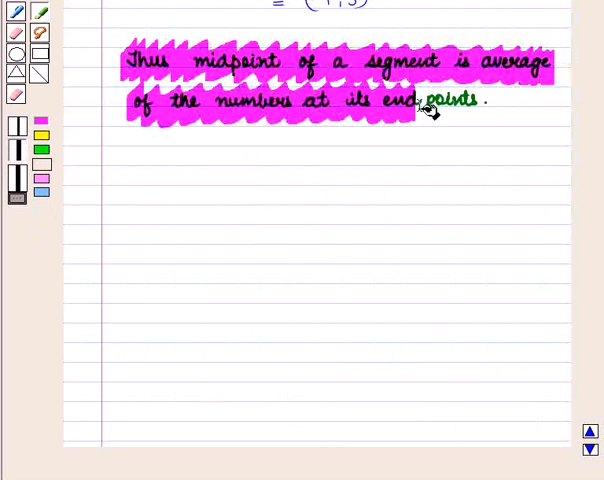 Thus midpoint of a segment is average
of the numbers at its end points.